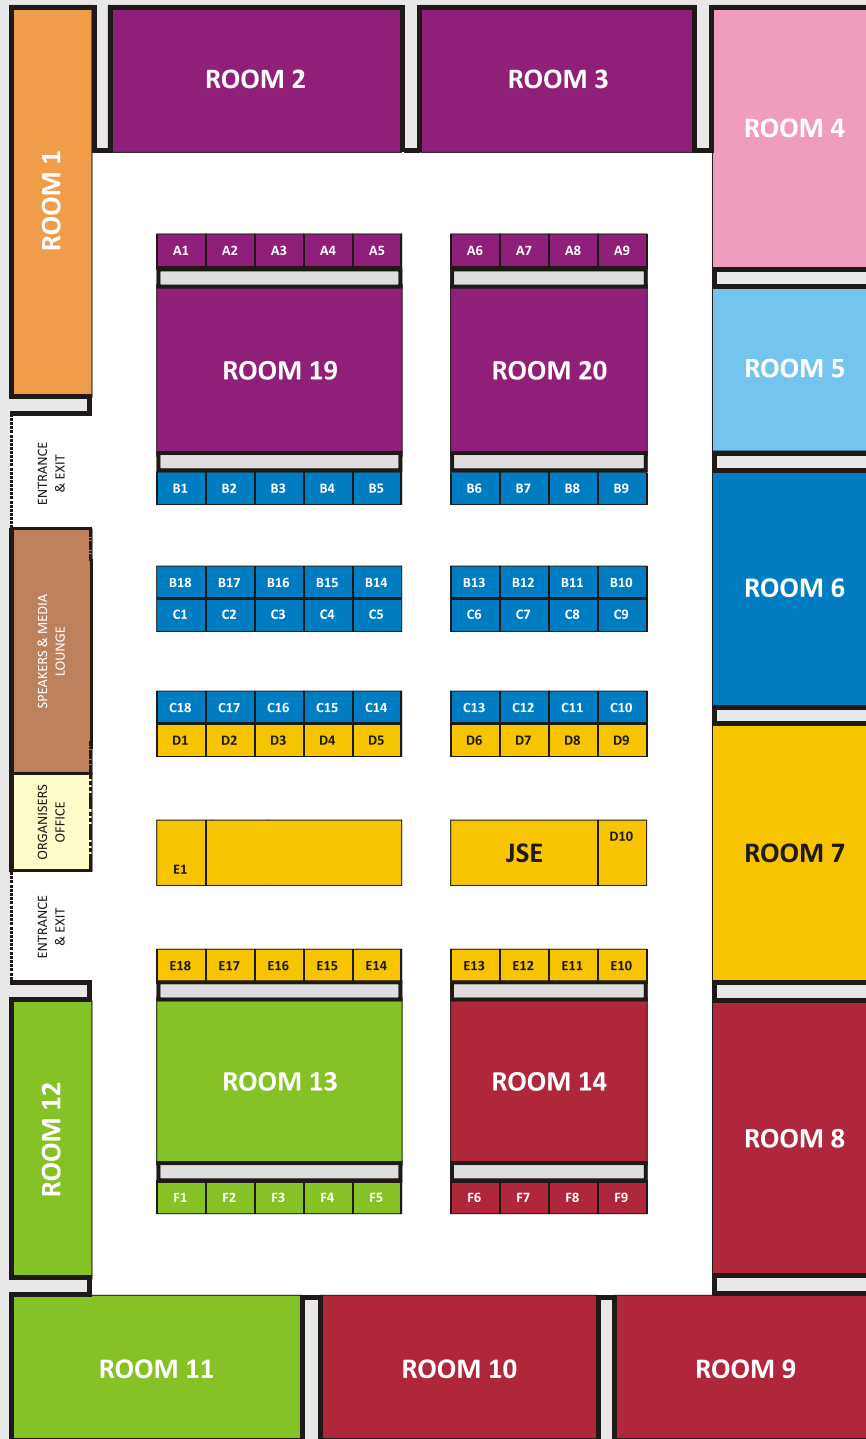 ROOM 2
ROOM 3
ROOM 4
ROOM 1
A1 A2 A3 A4 A5
A6 A7 A8 A9
ROOM 19
ROOM 20
ROOM 5
ENTRANCE
& EXIT
B1 B2 B3 B4 B5
B6 B7 B8 B9
B18 B17 B16 B15 B14
B13 B12 B11 B10
ROOM 6
C1 C2 C3 C4 C5
C6 C7 C8 C9
SPEAKERS & MEDIA
LOUNGE
C18 C17 C16 C15 C14
C13 C12 C11 C10
D1 D2 D3 D4 D5
D6 D7 D8 D9
ORGANISERS
OFFICE
E1
JSE
D10
ROOM 7
ENTRANCE
& EXIT
E18 E17 E16 E15 E14
E13 E12 E11 E10
ROOM 13
ROOM 14
ROOM 12
ROOM 8
F1 F2 F3 F4 F5
F6 F7 F8 F9
ROOM 11
ROOM 10
ROOM 9